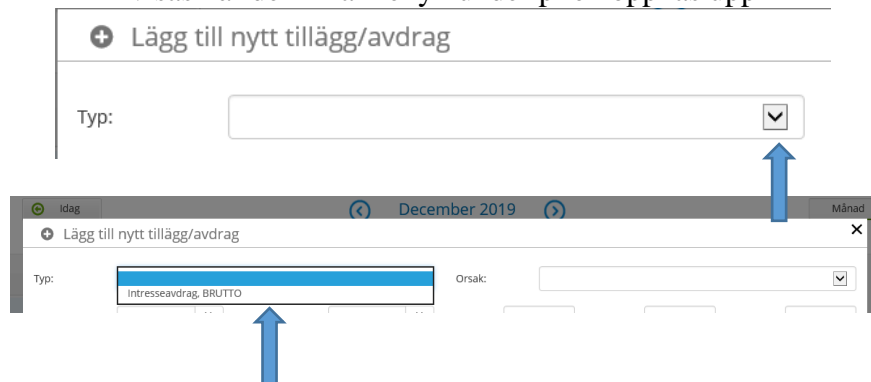 Lägg till nytt tillägg/avdrag
Typ:
Idag
December 2019
Månad
Lägg till nytt tillägg/avdrag
Typ:
Orsak:
Intresseavdrag, BRUTTO